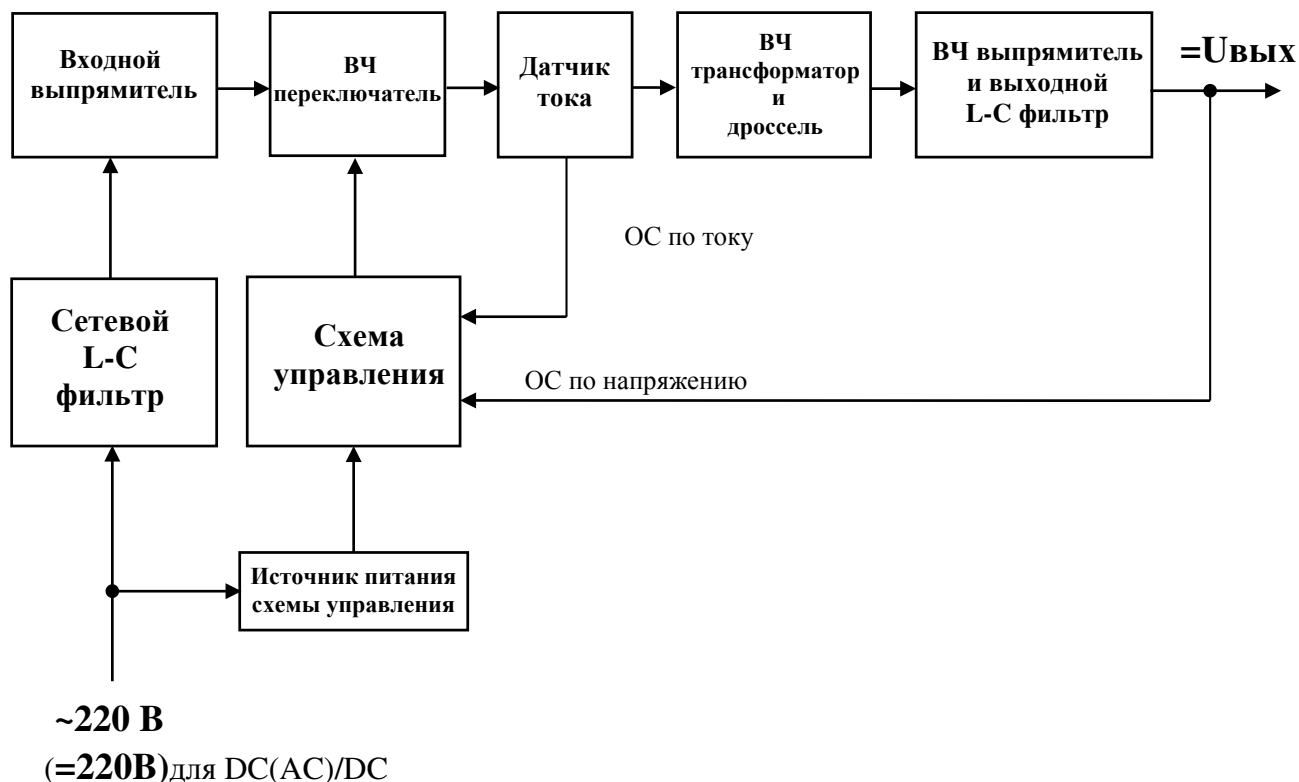 Входной
выпрямитель
ВЧ
переключатель
Датчик
тока
ВЧ
трансформатор
и
дроссель
ВЧ выпрямитель
и выходной
L-C фильтр
=Uвых
ОС по току
Сетевой
L-C
фильтр
Схема
управления
ОС по напряжению
Источник питания
схемы управления
~220 В
(=220В)для DC(AC)/DC